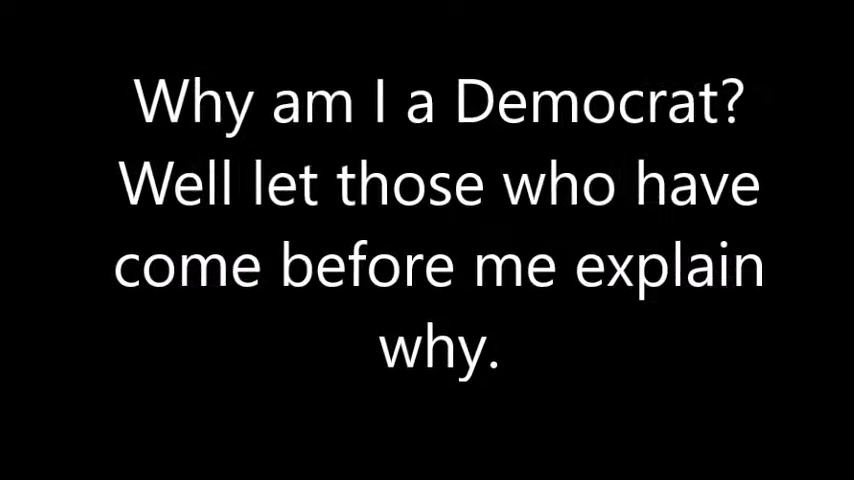 Why am I a Democrat?
Well let those who have
come before me explain
why.